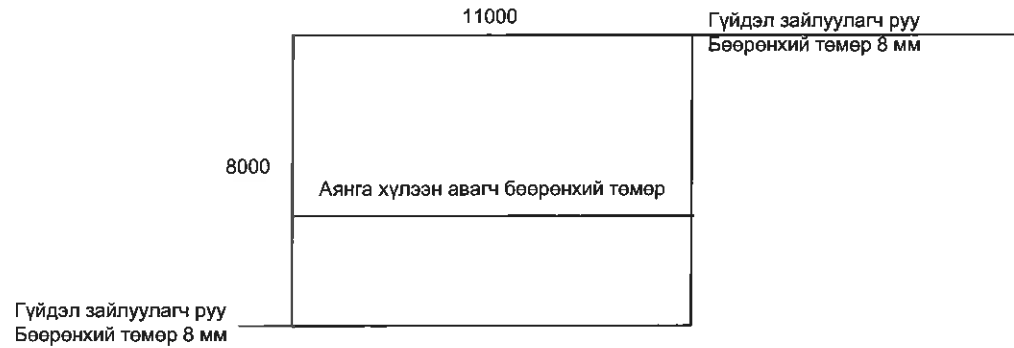 11000
Гүйдэл зайлуулагч руу
Бөөрөнхий төмөр 8 мм
8000
Аянга хүлээн авагч бөөрөнхий төмөр
Гүйдэл зайлуулагч руу
Бөөрөнхий төмөр 8 мм